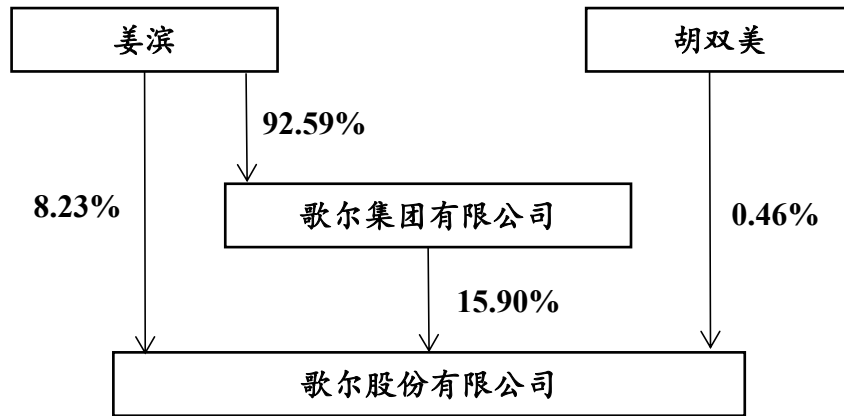 姜滨
胡双美
92.59%
8.23%
歌尔集团有限公司
0.46%
15.90%
歌尔股份有限公司